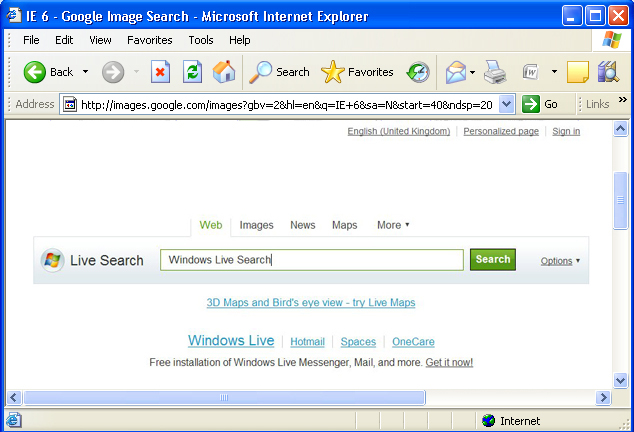 IE 6 - Google Image Search - Microsoft Internet Explorer
File Edit View Favorites Tools Help
Back Search Favorites
Address http://images.google.com/images?gbv=2&hl=en&q=IE+6&sa=N&start=40&ndsp=20 Go Links »
English (United Kingdom) Personalized page Sign in
Web Images News Maps More
Live Search Windows Live Search Search Options
3D Maps and Bird's eye view - try Live Maps
Windows Live Hotmail Spaces OneCare
Free installation of Windows Live Messenger, Mail, and more. Get it now!
Internet